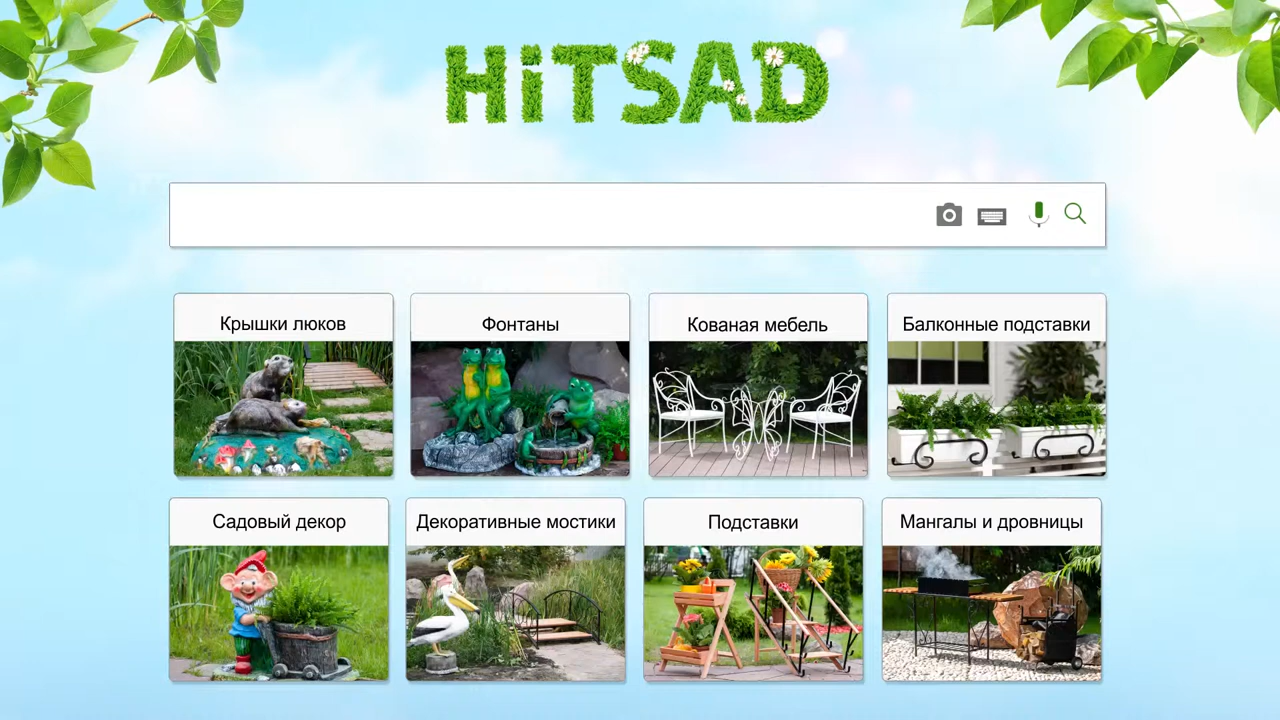 HiTSAD
Крышки люков
Фонтаны
Кованая мебель
Балконные подставки
Садовый декор
Декоративные мостики
Подставки
Мангалы и дровницы